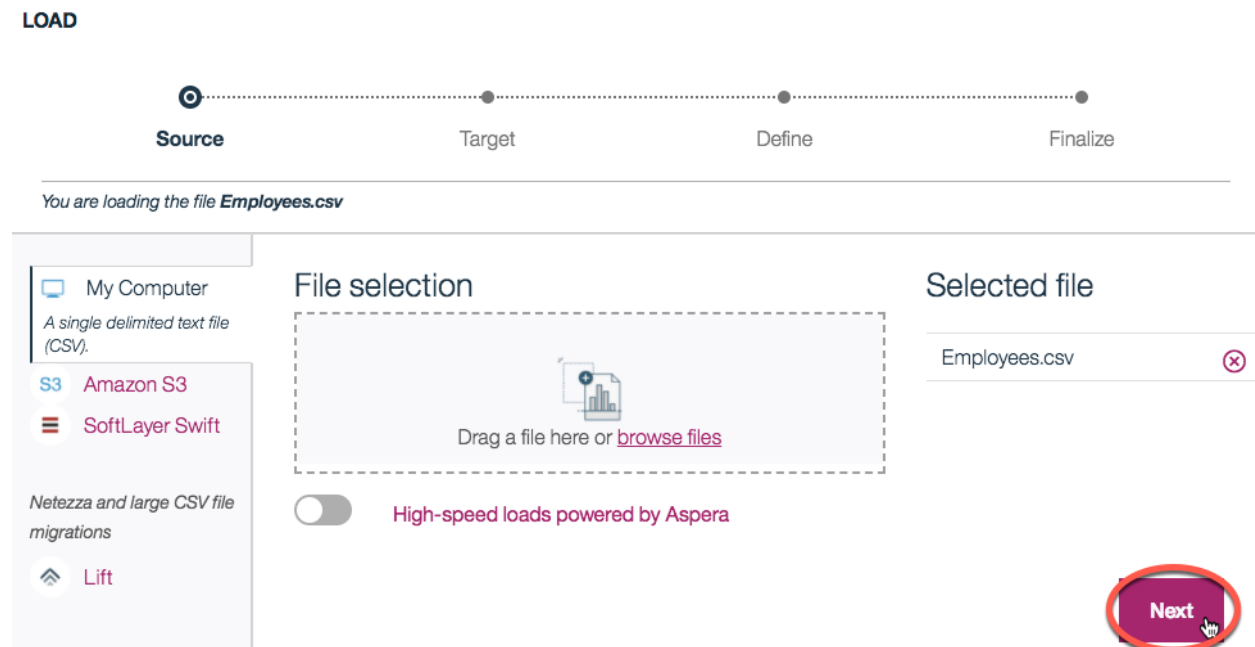 LOAD
Source
Target
Define
Finalize
You are loading the file Employees.csv
My Computer
A single delimited text file
(CSV).
S3 Amazon S3
SoftLayer Swift
Netezza and large CSV file
migrations
Lift
File selection
Drag a file here or browse files
High-speed loads powered by Aspera
Selected file
Employees.csv
Next